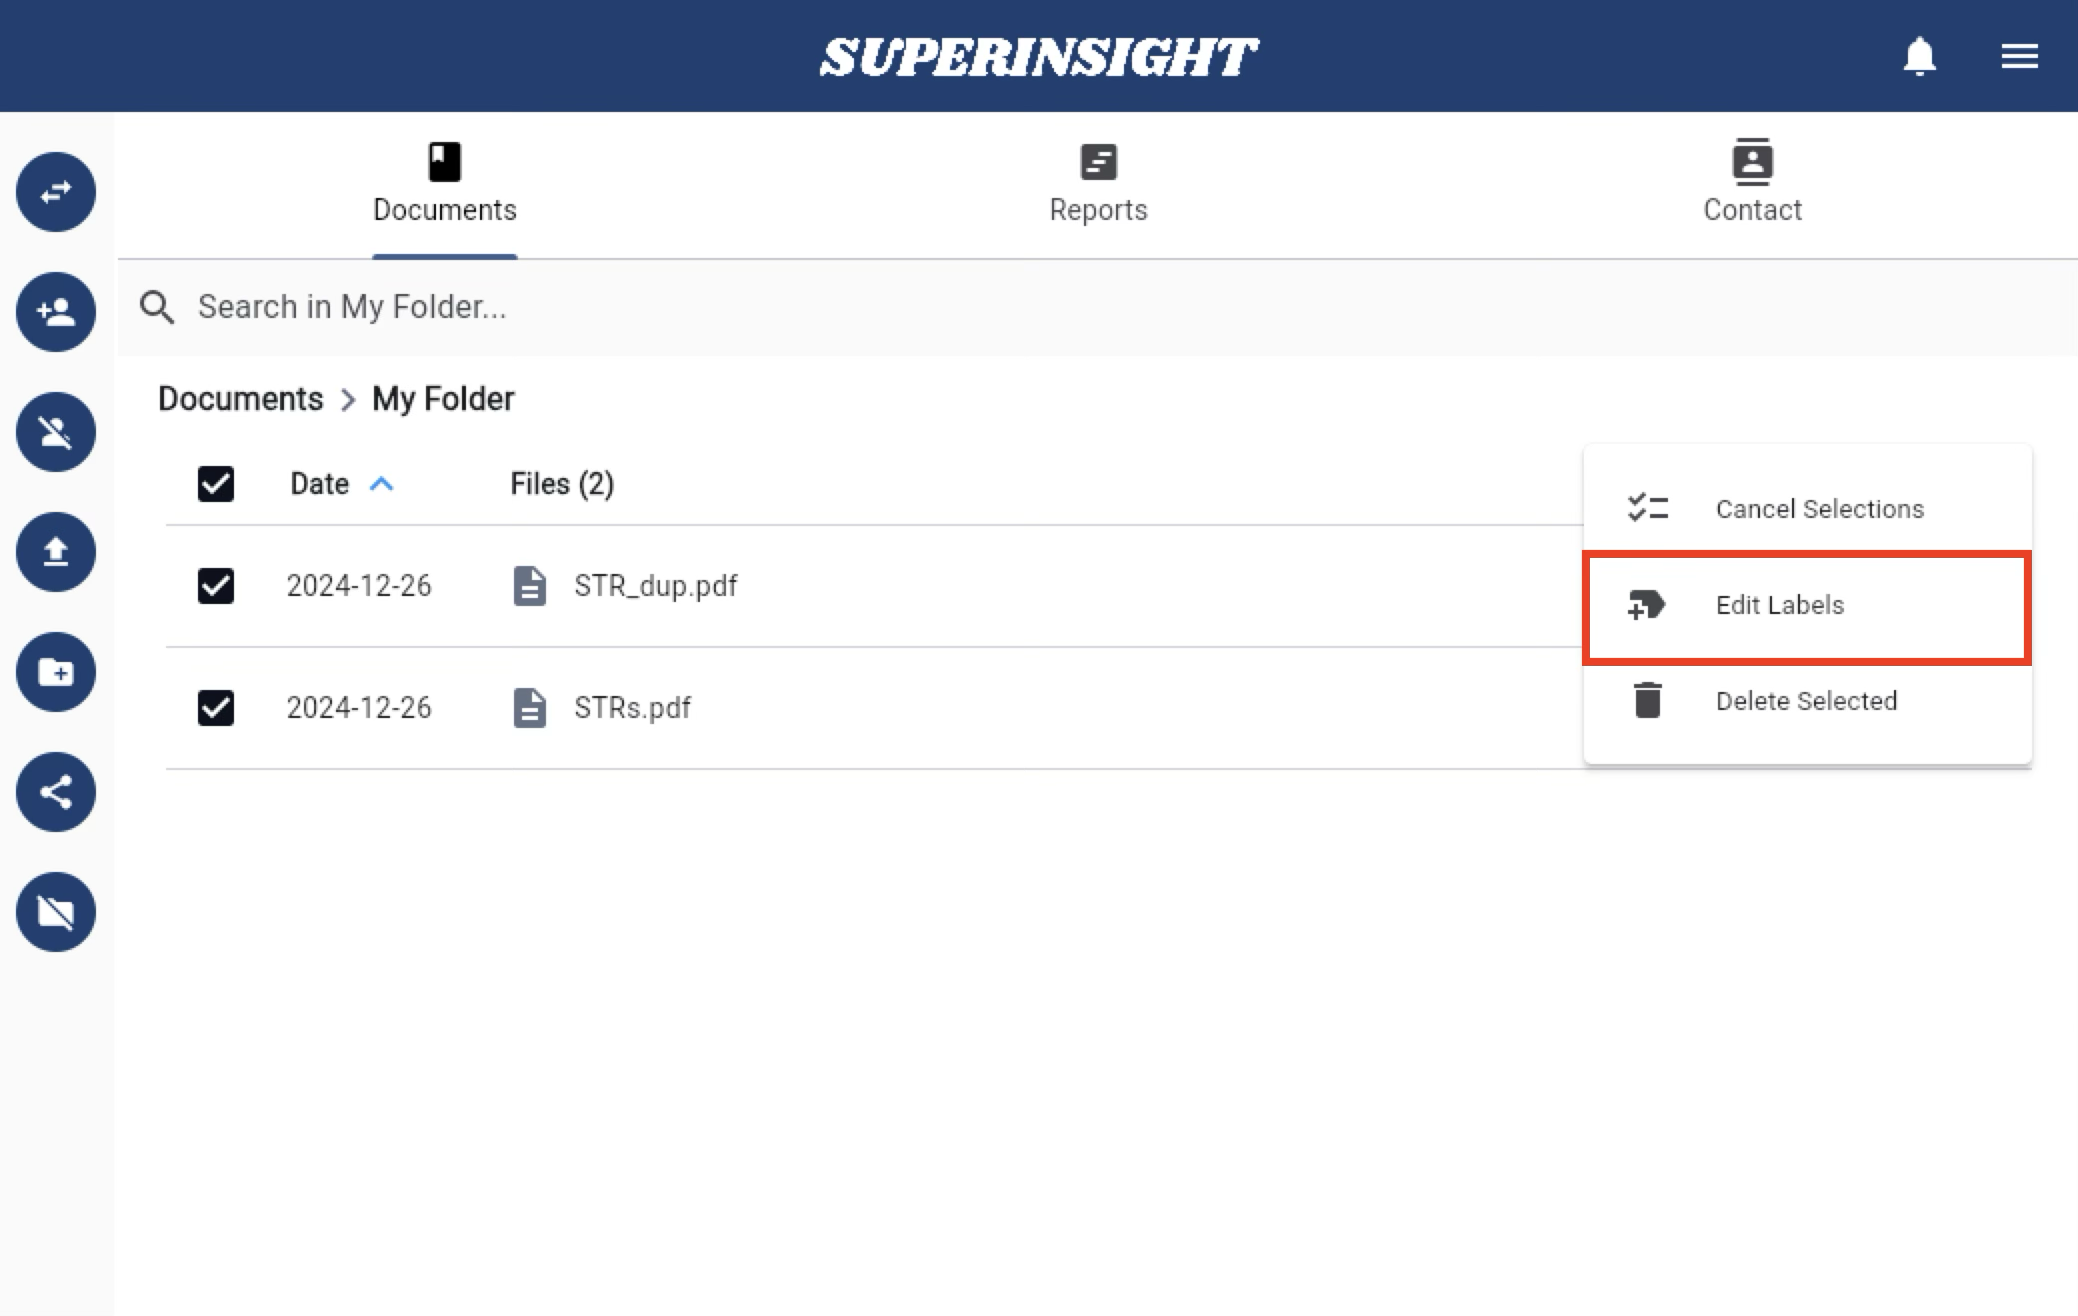 SUPERINSIGHT
Documents
Reports
Contact
Search in My Folder...
Documents > My Folder
Date
Files (2)
Cancel Selections
2024-12-26
STR_dup.pdf
Edit Labels
2024-12-26
STRs.pdf
Delete Selected